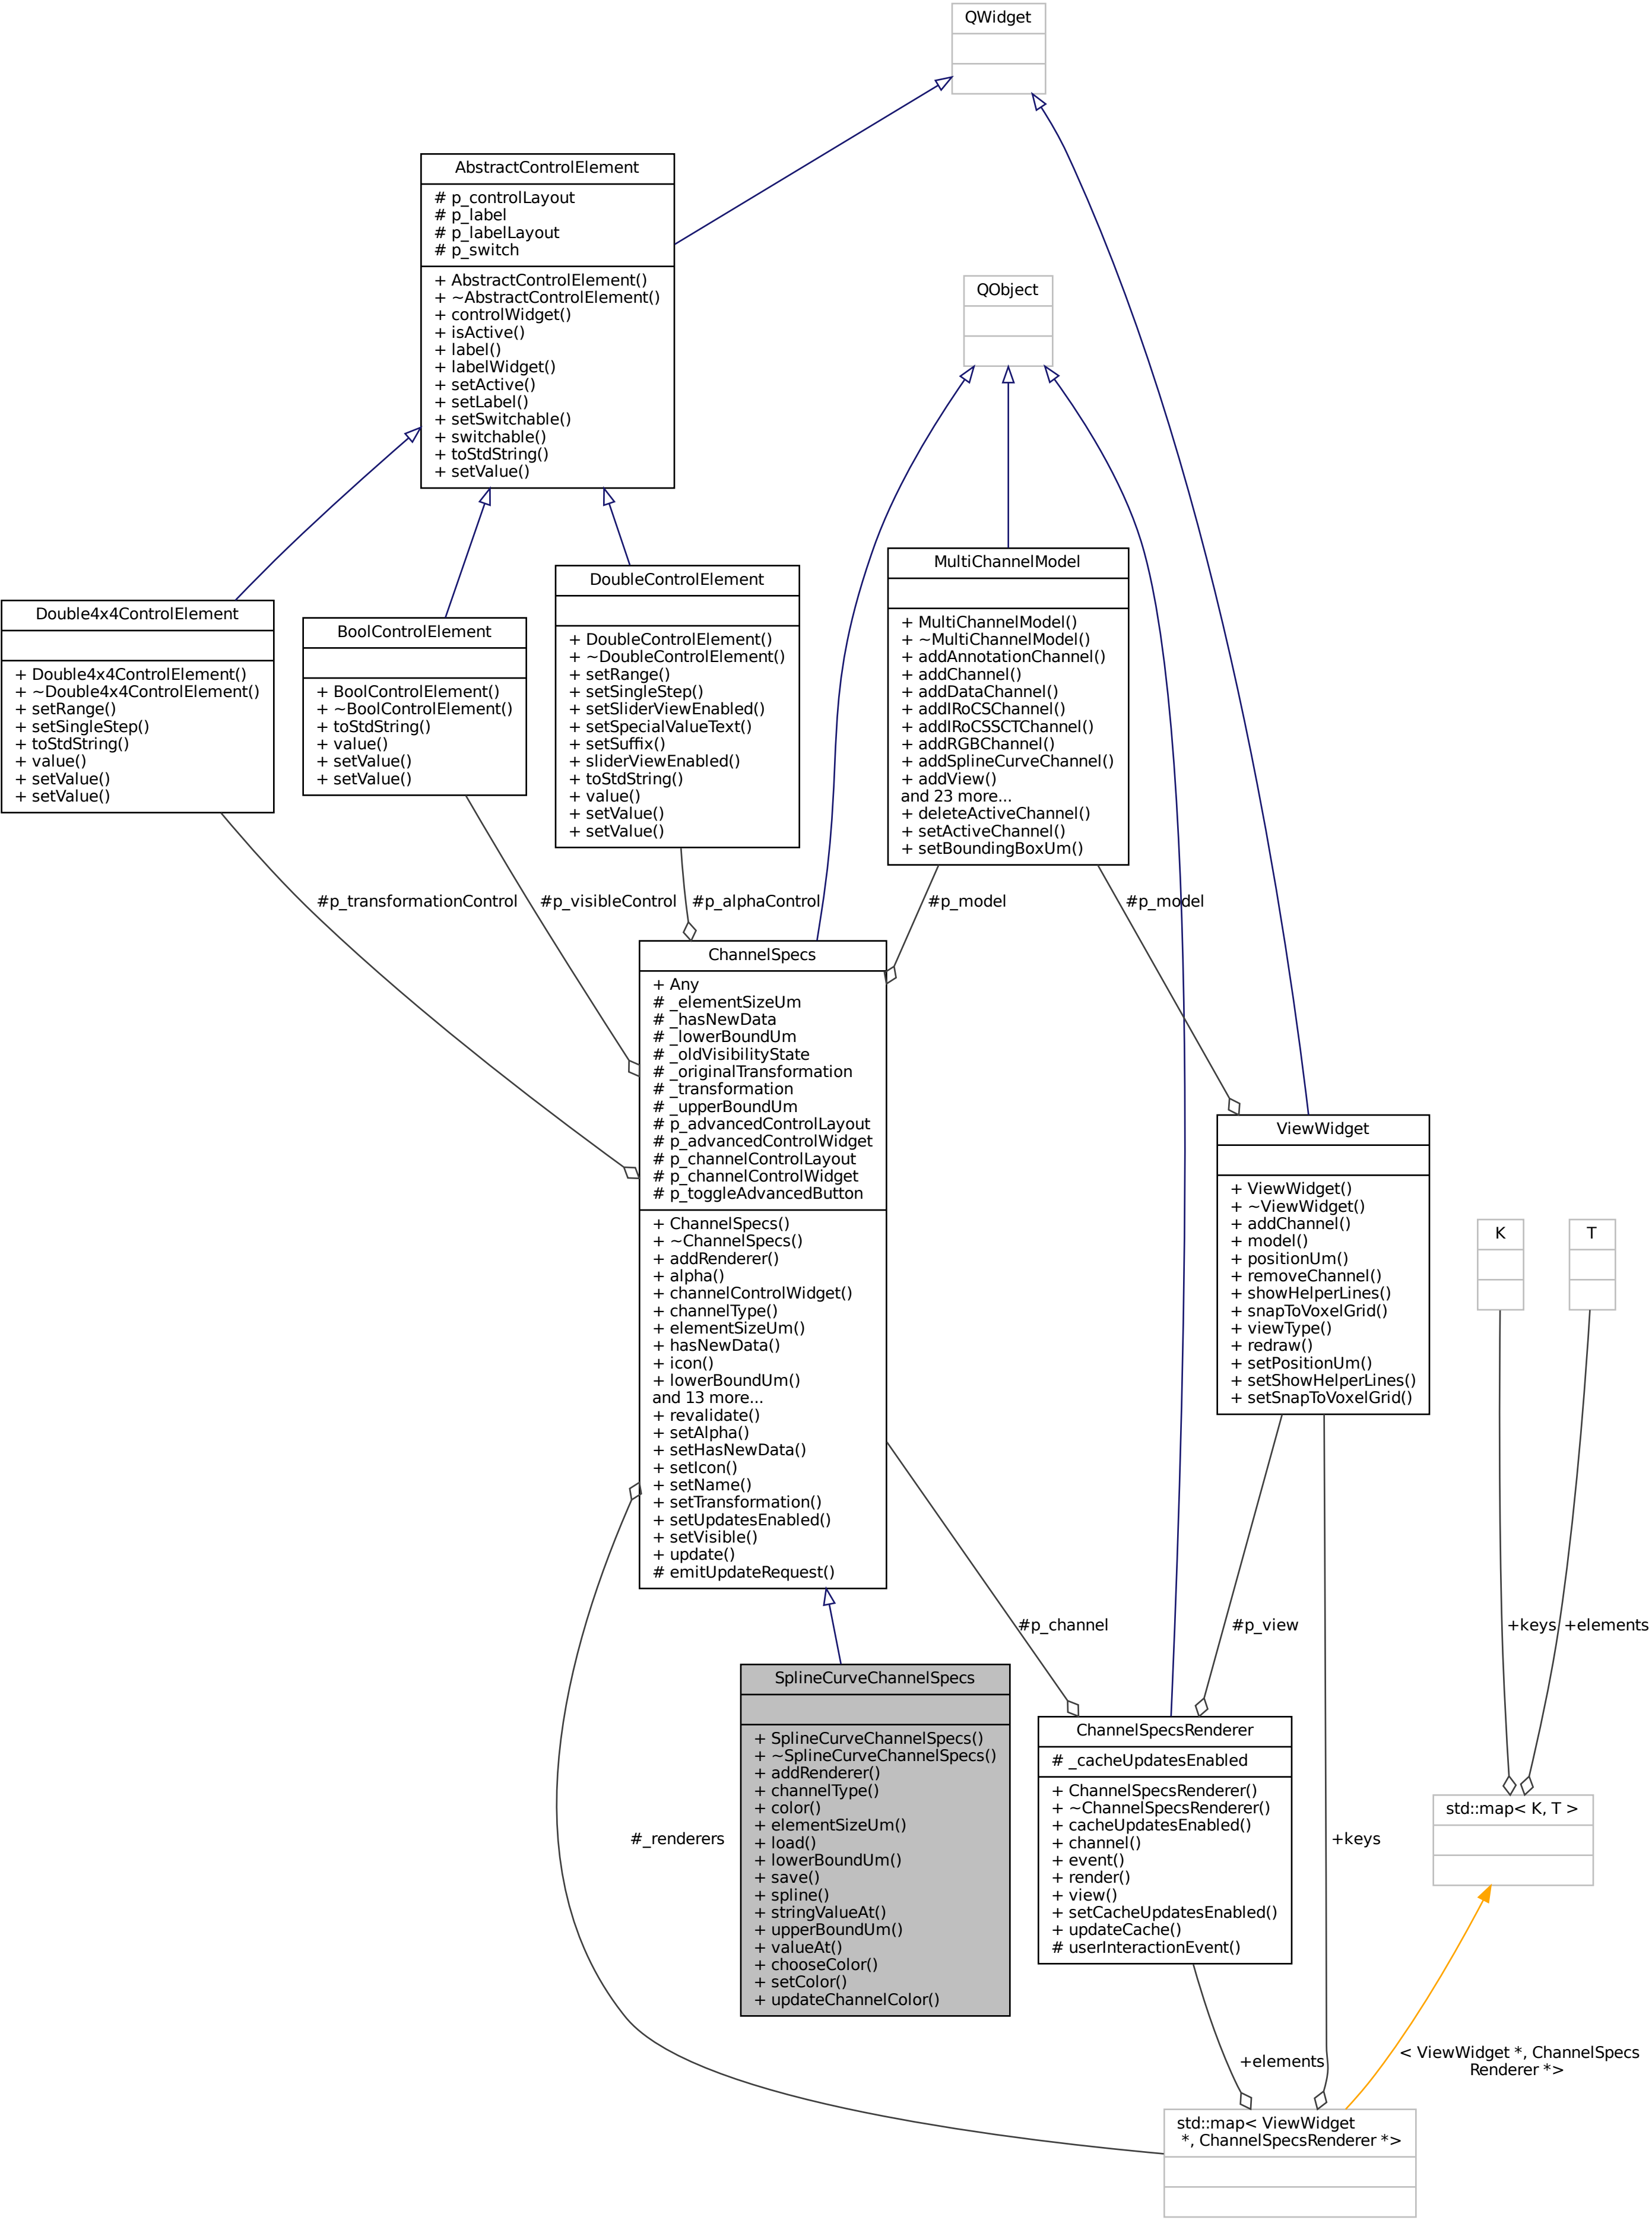 QWidget
AbstractControlElement
# p_controlLayout
# p_label
# p_labelLayout
# p_switch
+ AbstractControlElement()
+ ~AbstractControlElement()
+ controlWidget()
+ isActive()
+ label()
+ labelWidget()
+ setActive()
+ setLabel()
+ setSwitchable()
+ switchable()
+ toStdString()
+ setValue()
QObject
Double4x4ControlElement
+ Double4x4ControlElement()
+ ~Double4x4ControlElement()
+ setRange()
+ setSingleStep()
+ toStdString()
+ value()
+ setValue()
+ setValue()
BoolControlElement
+ BoolControlElement()
+ ~BoolControlElement()
+ toStdString()
+ value()
+ setValue()
+ setValue()
DoubleControlElement
+ DoubleControlElement()
+ ~DoubleControlElement()
+ setRange()
+ setSingleStep()
+ setSliderViewEnabled()
+ setSpecialValueText()
+ setSuffix()
+ sliderViewEnabled()
+ toStdString()
+ value()
+ setValue()
+ setValue()
MultiChannelModel
+ MultiChannelModel()
+ ~MultiChannelModel()
+ addAnnotationChannel()
+ addChannel()
+ addDataChannel()
+ addIRoCSChannel()
+ addIRoCSSCTChannel()
+ addRGBChannel()
+ addSplineCurveChannel()
+ addView()
and 23 more...
+ deleteActiveChannel()
+ setActiveChannel()
+ setBoundingBoxUm()
#p_transformationControl
#p_visibleControl
#p_alphaControl
#p_model
#p_model
ChannelSpecs
+ Any
# _elementSizeUm
# _hasNewData
# _lowerBoundUm
# _oldVisibilityState
# _originalTransformation
# _transformation
# _upperBoundUm
# p_advancedControlLayout
# p_advancedControlWidget
# p_channelControlLayout
# p_channelControlWidget
# p_toggleAdvancedButton
+ ChannelSpecs()
+ ~ChannelSpecs()
+ addRenderer()
+ alpha()
+ channelControlWidget()
+ channelType()
+ elementSizeUm()
+ hasNewData()
+ icon()
+ lowerBoundUm()
and 13 more...
+ revalidate()
+ setAlpha()
+ setHasNewData()
+ setIcon()
+ setName()
+ setTransformation()
+ setUpdatesEnabled()
+ setVisible()
+ update()
# emitUpdateRequest()
ViewWidget
+ ViewWidget()
+ ~ViewWidget()
+ addChannel()
+ model()
+ positionUm()
+ removeChannel()
+ showHelperLines()
+ snapToVoxelGrid()
+ viewType()
+ redraw()
+ setPositionUm()
+ setShowHelperLines()
+ setSnapToVoxelGrid()
K
T
#p_channel
#p_view
+keys
+elements
SplineCurveChannelSpecs
+ SplineCurveChannelSpecs()
+ ~SplineCurveChannelSpecs()
+ addRenderer()
+ channelType()
+ color()
+ elementSizeUm()
+ load()
+ lowerBoundUm()
+ save()
+ spline()
+ stringValueAt()
+ upperBoundUm()
+ valueAt()
+ chooseColor()
+ setColor()
+ updateChannelColor()
ChannelSpecsRenderer
# _cacheUpdatesEnabled
+ ChannelSpecsRenderer()
+ ~ChannelSpecsRenderer()
+ cacheUpdatesEnabled()
+ channel()
+ event()
+ render()
+ view()
+ setCacheUpdatesEnabled()
+ updateCache()
# userInteractionEvent()
std::map< K, T >
#_renderers
+keys
+elements
< ViewWidget *, ChannelSpecs
Renderer *>
std::map< ViewWidget
*, ChannelSpecsRenderer *>